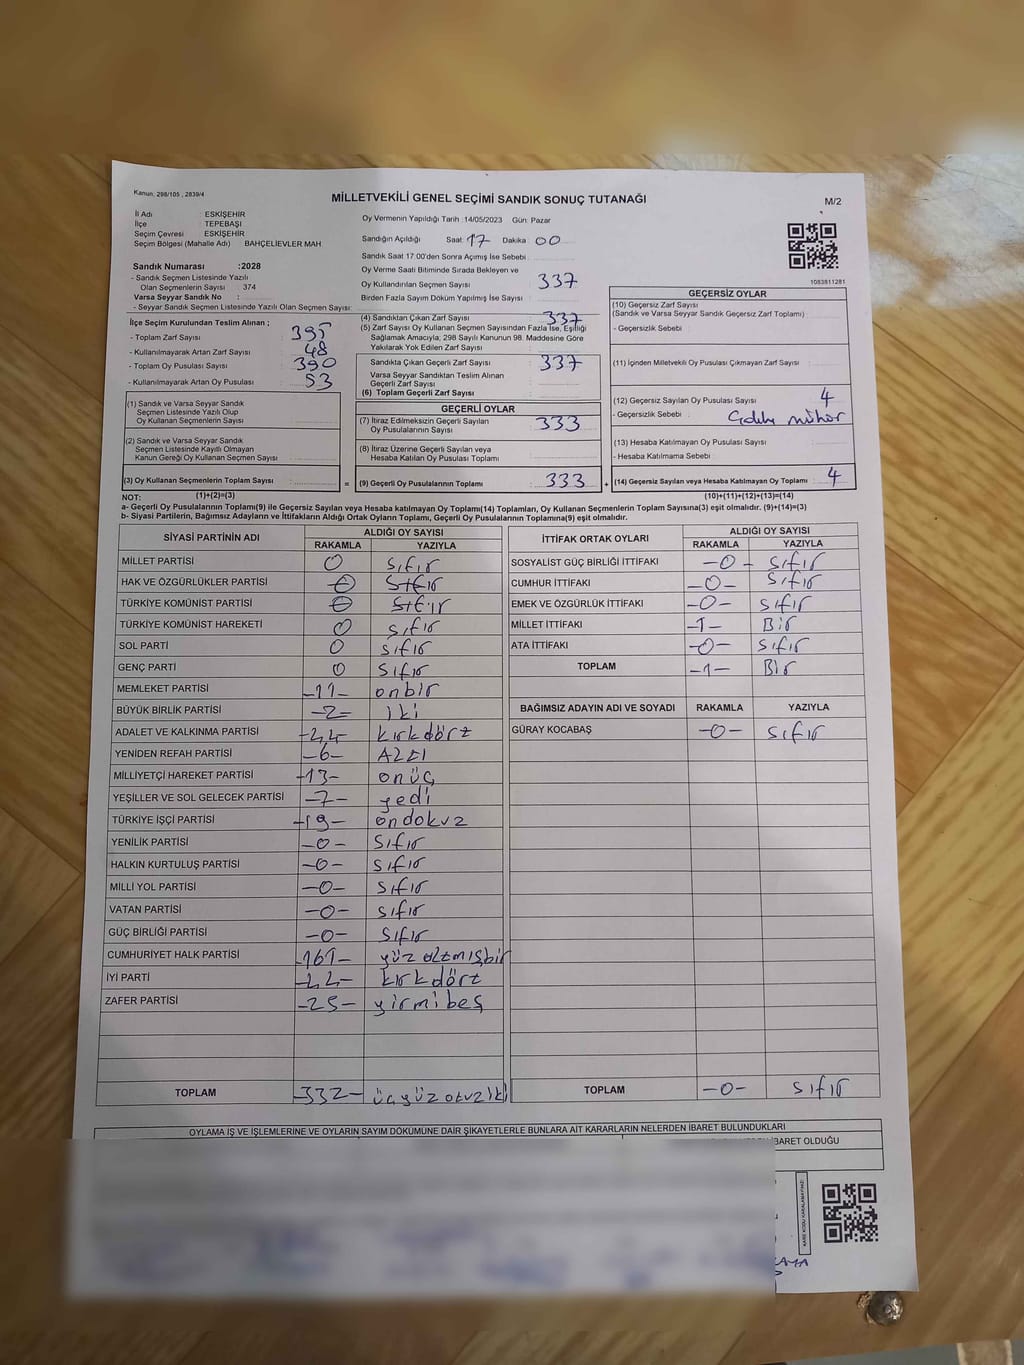 Kanun: 298/105 , 2839/4
MİLLETVEKİLİ GENEL SEÇİMİ SANDIK SONUÇ TUTANAĞI
M/2
İl Adı ESKİŞEHİR
İlçe TEPEBAŞI
Seçim Çevresi ESKİŞEHİR
Seçim Bölgesi (Mahalle Adı) BAHÇELİEVLER MAH
Sandık Numarası :2028
- Sandık Seçmen Listesinde Yazılı
Olan Seçmenlerin Sayısı : 374
Varsa Seyyar Sandık No :
- Seyyar Sandık Seçmen Listesinde Yazılı Olan Seçmen Sayısı:
Oy Vermenin Yapıldığı Tarih :14/05/2023 Gün: Pazar
Sandığın Açıldığı Saat: 17 Dakika: 00
Sandık Saat 17:00'den Sonra Açımış İse Sebebi :
Oy Verme Saati Bitiminde Sırada Bekleyen ve
Oy Kullandırılan Seçmen Sayısı : 337
Birden Fazla Sayım Döküm Yapılmış İse Sayısı :
1083811281
İlçe Seçim Kurulundan Teslim Alınan ;
- Toplam Zarf Sayısı : 395
- Kullanılmayarak Artan Zarf Sayısı : 48
- Toplam Oy Pusulası Sayısı : 390
- Kullanılmayarak Artan Oy Pusulası : 53
(1) Sandık ve Varsa Seyyar Sandık
Seçmen Listesinde Yazılı Olup
Oy Kullanan Seçmenlerin Sayısı :
(2) Sandık ve Varsa Seyyar Sandık
Seçmen Listesinde Kayıtlı Olmayan
Kanun Gereği Oy Kullanan Seçmen Sayısı :
(3) Oy Kullanan Seçmenlerin Toplam Sayısı : =
(4) Sandıktan Çıkan Zarf Sayısı : 337
(5) Zarf Sayısı Oy Kullanan Seçmen Sayısından Fazla İse, Eşitliği
Sağlamak Amacıyla, 298 Sayılı Kanunun 98. Maddesine Göre
Yakılarak Yok Edilen Zarf Sayısı :
Sandıkta Çıkan Geçerli Zarf Sayısı : 337
Varsa Seyyar Sandıktan Teslim Alınan
Geçerli Zarf Sayısı :
(6) Toplam Geçerli Zarf Sayısı :
GEÇERLİ OYLAR
(7) İtiraz Edilmeksizin Geçerli Sayılan
Oy Pusulalarının Sayısı : 333
(8) İtiraz Üzerine Geçerli Sayılan veya
Hesaba Katılan Oy Pusulası Toplamı :
(9) Geçerli Oy Pusulalarının Toplamı : 333 +
GEÇERSİZ OYLAR
(10) Geçersiz Zarf Sayısı
(Sandık ve Varsa Seyyar Sandık Geçersiz Zarf Toplamı) :
- Geçersizlik Sebebi :
(11) İçinden Milletvekili Oy Pusulası Çıkmayan Zarf Sayısı :
(12) Geçersiz Sayılan Oy Pusulası Sayısı : 4
- Geçersizlik Sebebi : mühür
(13) Hesaba Katılmayan Oy Pusulası Sayısı :
- Hesaba Katılmama Sebebi :
(14) Geçersiz Sayılan veya Hesaba Katılmayan Oy Toplamı : 4
NOT: (1)+(2)=(3) (10)+(11)+(12)+(13)=(14)
a- Geçerli Oy Pusulalarının Toplamı(9) ile Geçersiz Sayılan veya Hesaba katılmayan Oy Toplamı(14) Toplamları, Oy Kullanan Seçmenlerin Toplam Sayısına(3) eşit olmalıdır. (9)+(14)=(3)
b- Siyasi Partilerin, Bağımsız Adayların ve İttifakların Aldığı Ortak Oyların Toplamı, Geçerli Oy Pusulalarının Toplamına(9) eşit olmalıdır.
SİYASİ PARTİNİN ADI ALDIĞI OY SAYISI
RAKAMLA YAZIYLA
MİLLET PARTİSİ 0 sıfır
HAK VE ÖZGÜRLÜKLER PARTİSİ 0 sıfır
TÜRKİYE KOMÜNİST PARTİSİ 0 sıfır
TÜRKİYE KOMÜNİST HAREKETİ 0 sıfır
SOL PARTİ 0 sıfır
GENÇ PARTİ 0 sıfır
MEMLEKET PARTİSİ -11- onbir
BÜYÜK BİRLİK PARTİSİ -2- iki
ADALET VE KALKINMA PARTİSİ -44- kırkdört
YENİDEN REFAH PARTİSİ -6- ALTI
MİLLİYETÇİ HAREKET PARTİSİ -13- onüç
YEŞİLLER VE SOL GELECEK PARTİSİ -7- yedi
TÜRKİYE İŞÇİ PARTİSİ -19- ondokuz
YENİLİK PARTİSİ -0- sıfır
HALKIN KURTULUŞ PARTİSİ -0- sıfır
MİLLİ YOL PARTİSİ -0- sıfır
VATAN PARTİSİ -0- sıfır
GÜÇ BİRLİĞİ PARTİSİ -0- sıfır
CUMHURİYET HALK PARTİSİ -161- yüz altmışbir
İYİ PARTİ -44- kırkdört
ZAFER PARTİSİ -25- yirmibeş
TOPLAM -332- üçyüz otuziki
İTTİFAK ORTAK OYLARI ALDIĞI OY SAYISI
RAKAMLA YAZIYLA
SOSYALİST GÜÇ BİRLİĞİ İTTİFAKI -0- sıfır
CUMHUR İTTİFAKI -0- sıfır
EMEK VE ÖZGÜRLÜK İTTİFAKI -0- sıfır
MİLLET İTTİFAKI -1- Bir
ATA İTTİFAKI -0- sıfır
TOPLAM -1- Bir
BAĞIMSIZ ADAYIN ADI VE SOYADI RAKAMLA YAZIYLA
GÜRAY KOCABAŞ -0- sıfır
TOPLAM -0- sıfır
OYLAMA İŞ VE İŞLEMLERİNE VE OYLARIN SAYIM DÖKÜMÜNE DAİR ŞİKAYETLERLE BUNLARA AİT KARARLARIN NELERDEN İBARET BULUNDUKLARI
İBARET OLDUĞU